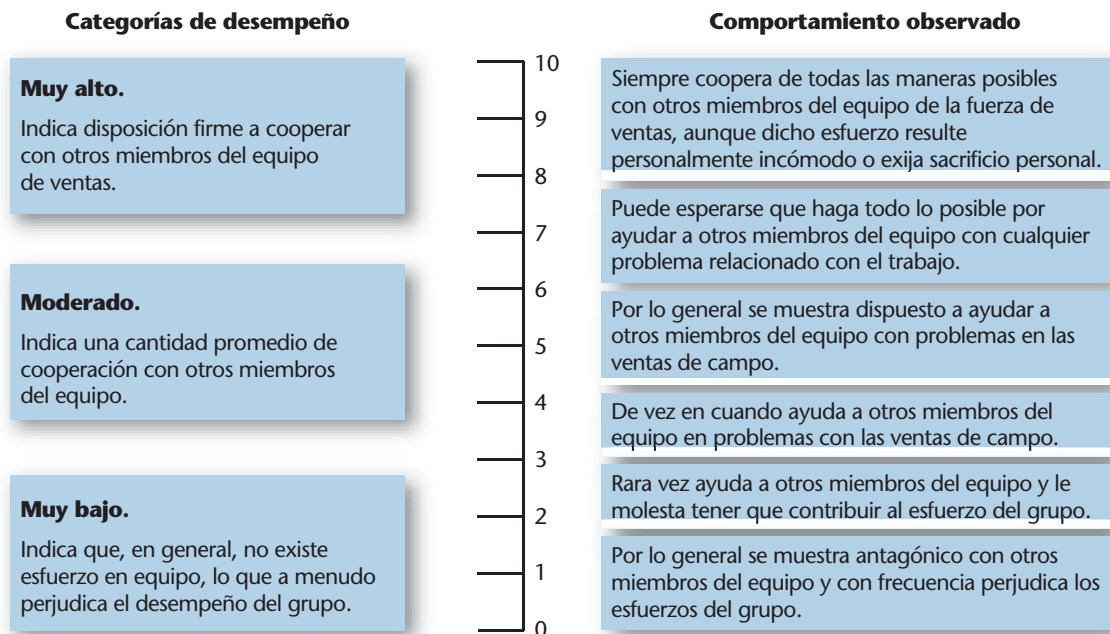 Categorías de desempeño
Muy alto.
Indica disposición firme a cooperar
con otros miembros del equipo
de ventas.
Moderado.
Indica una cantidad promedio de
cooperación con otros miembros
del equipo.
Muy bajo.
Indica que, en general, no existe
esfuerzo en equipo, lo que a menudo
perjudica el desempeño del grupo.
10
9
8
7
6
5
4
3
2
1
0
Comportamiento observado
Siempre coopera de todas las maneras posibles
con otros miembros del equipo de la fuerza de
ventas, aunque dicho esfuerzo resulte
personalmente incómodo o exija sacrificio personal.
Puede esperarse que haga todo lo posible por
ayudar a otros miembros del equipo con cualquier
problema relacionado con el trabajo.
Por lo general se muestra dispuesto a ayudar a
otros miembros del equipo con problemas en las
ventas de campo.
De vez en cuando ayuda a otros miembros del
equipo en problemas con las ventas de campo.
Rara vez ayuda a otros miembros del equipo y le
molesta tener que contribuir al esfuerzo del grupo.
Por lo general se muestra antagónico con otros
miembros del equipo y con frecuencia perjudica los
esfuerzos del grupo.